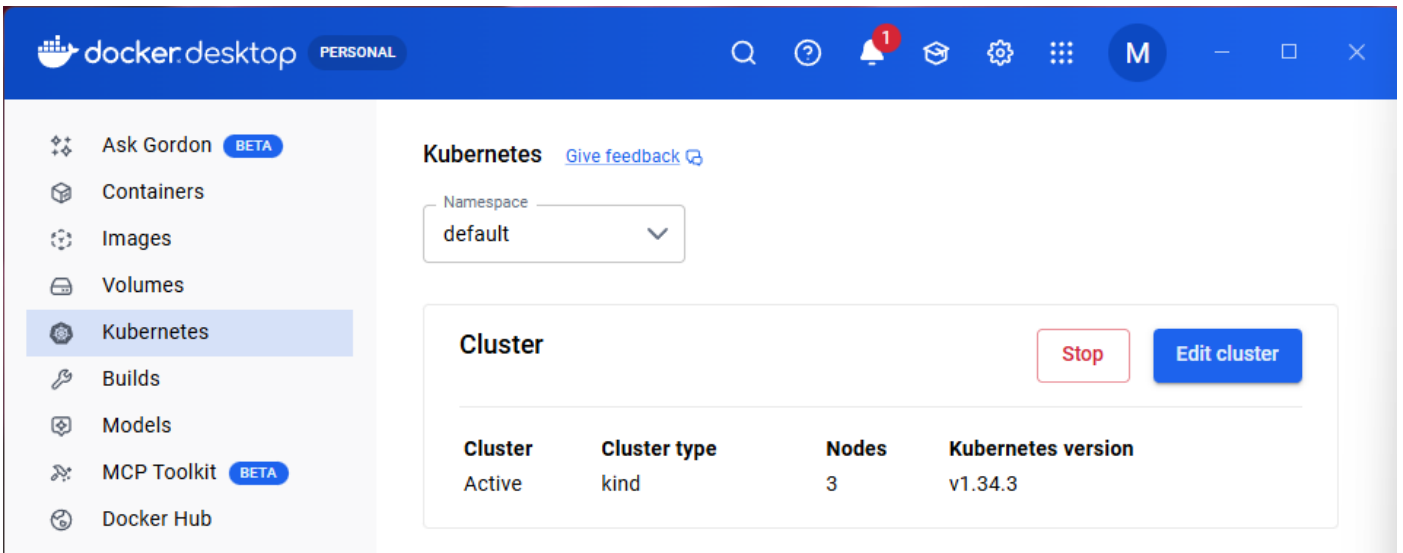 docker.desktop PERSONAL 1 M
Ask Gordon BETA
Containers
Images
Volumes
Kubernetes
Builds
Models
MCP Toolkit BETA
Docker Hub
Kubernetes Give feedback
Namespace
default
Cluster Stop Edit cluster
Cluster Cluster type Nodes Kubernetes version
Active kind 3 v1.34.3